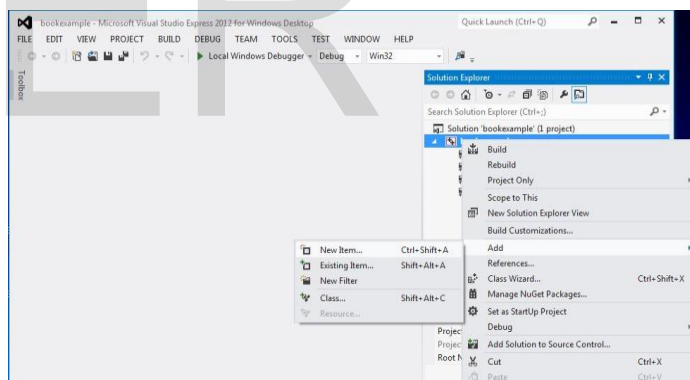 bookexample - Microsoft Visual Studio Express 2012 for Windows Desktop
Quick Launch (Ctrl+Q)
FILE EDIT VIEW PROJECT BUILD DEBUG TEAM TOOLS TEST WINDOW HELP
Local Windows Debugger Debug Win32
Toolbox
Solution Explorer
Search Solution Explorer (Ctrl+;)
Solution 'bookexample' (1 project)
Build
Rebuild
Project Only
Scope to This
New Solution Explorer View
Build Customizations...
Add
References...
Class Wizard... Ctrl+Shift+X
Manage NuGet Packages...
Set as StartUp Project
Debug
Add Solution to Source Control...
Cut Ctrl+X
Paste Ctrl+V
New Item... Ctrl+Shift+A
Existing Item... Shift+Alt+A
New Filter
Class... Shift+Alt+C
Resource...
Projec
Projec
Root N
ER